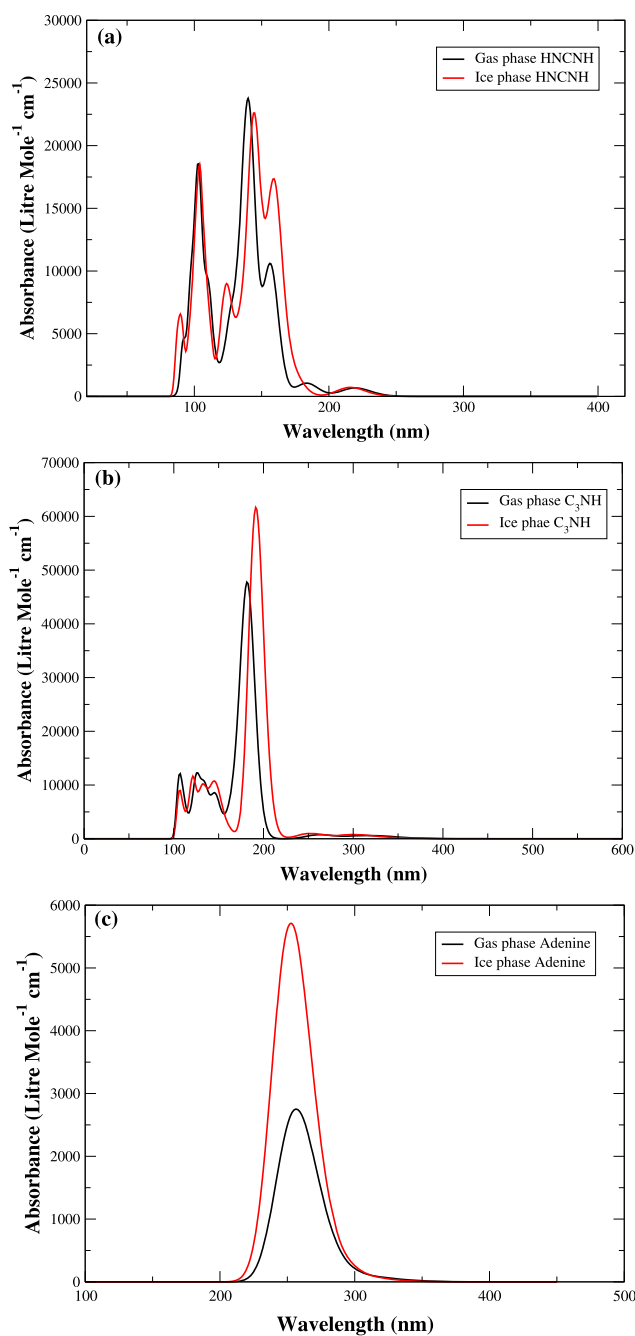 (a)
Gas phase HNCNH
Ice phase HNCNH
Absorbance (Litre Mole⁻¹ cm⁻¹)
30000
25000
20000
15000
10000
5000
0
100 200 300 400
Wavelength (nm)
(b)
Gas phase C₃NH
Ice phae C₃NH
Absorbance (Litre Mole⁻¹ cm⁻¹)
70000
60000
50000
40000
30000
20000
10000
0
0 100 200 300 400 500 600
Wavelength (nm)
(c)
Gas phase Adenine
Ice phase Adenine
Absorbance (Litre Mole⁻¹ cm⁻¹)
6000
5000
4000
3000
2000
1000
0
100 200 300 400 500
Wavelength (nm)